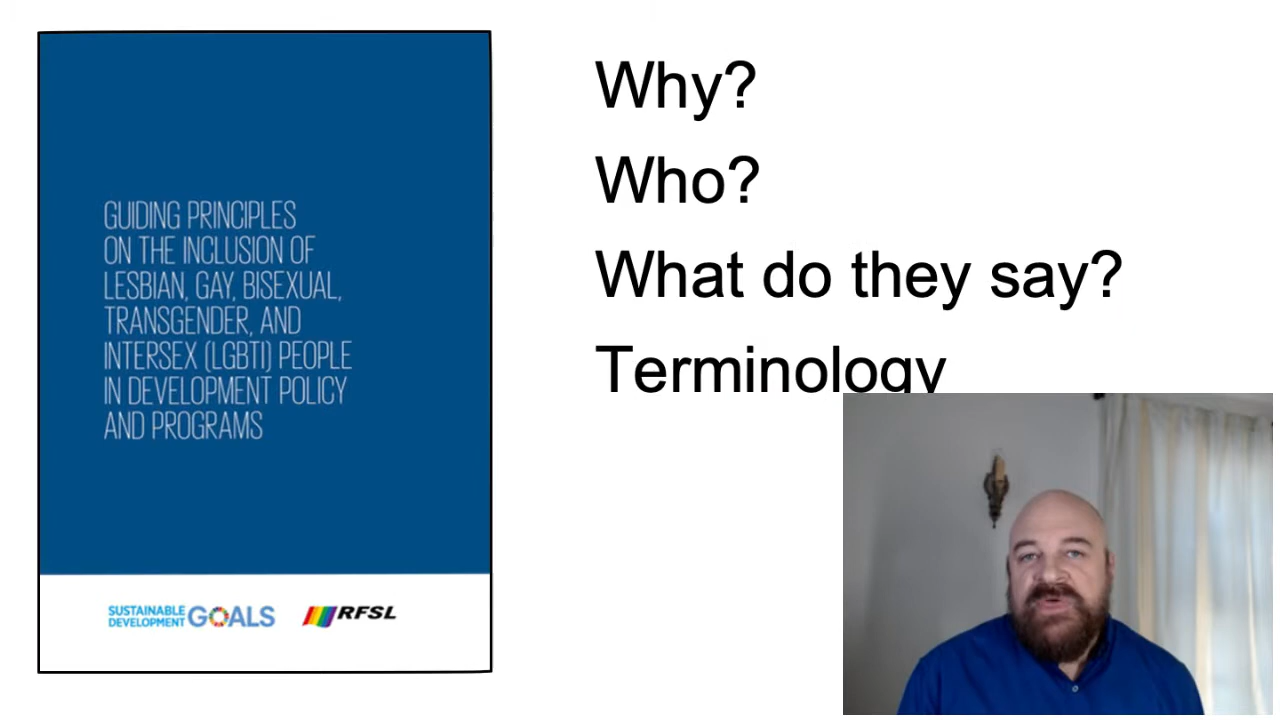 GUIDING PRINCIPLES
ON THE INCLUSION OF
LESBIAN, GAY, BISEXUAL,
TRANSGENDER, AND
INTERSEX (LGBTI) PEOPLE
IN DEVELOPMENT POLICY
AND PROGRAMS
SUSTAINABLE
DEVELOPMENT GOALS
RFSL
Why?
Who?
What do they say?
Terminology